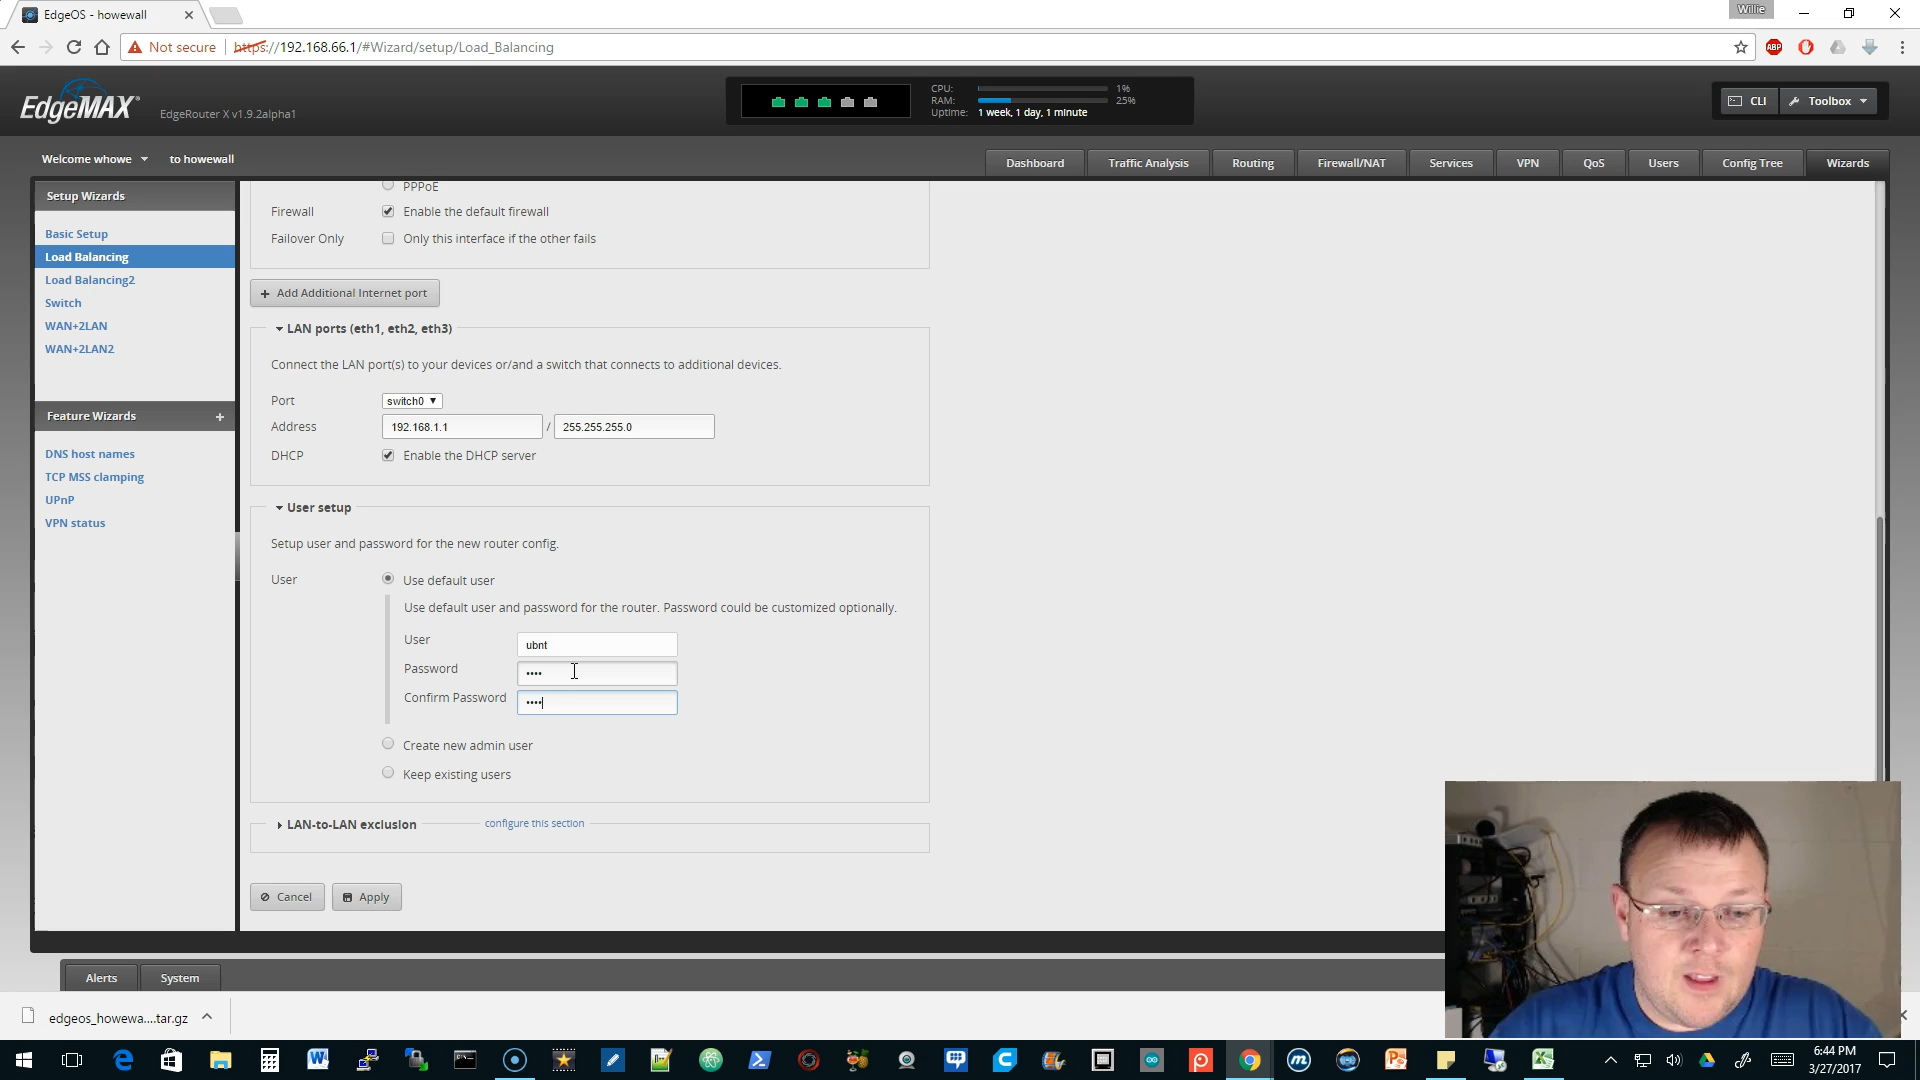 EdgeOS - howewall
Willie
Not secure
https://192.168.66.1/#Wizard/setup/Load_Balancing
ABP
EdgeMAX
EdgeRouter X v1.9.2alpha1
CPU: 1%
RAM: 25%
Uptime: 1 week, 1 day, 1 minute
CLI
Toolbox
Welcome whowe
to howewall
Dashboard
Traffic Analysis
Routing
Firewall/NAT
Services
VPN
QoS
Users
Config Tree
Wizards
Setup Wizards
Basic Setup
Load Balancing
Load Balancing2
Switch
WAN+2LAN
WAN+2LAN2
Feature Wizards +
DNS host names
TCP MSS clamping
UPnP
VPN status
PPPoE
Firewall Enable the default firewall
Failover Only Only this interface if the other fails
+ Add Additional Internet port
LAN ports (eth1, eth2, eth3)
Connect the LAN port(s) to your devices or/and a switch that connects to additional devices.
Port switch0
Address 192.168.1.1 / 255.255.255.0
DHCP Enable the DHCP server
User setup
Setup user and password for the new router config.
User Use default user
Use default user and password for the router. Password could be customized optionally.
User ubnt
Password ••••
Confirm Password ••••
Create new admin user
Keep existing users
LAN-to-LAN exclusion configure this section
Cancel
Apply
Alerts
System
edgeos_howewa....tar.gz
6:44 PM
3/27/2017